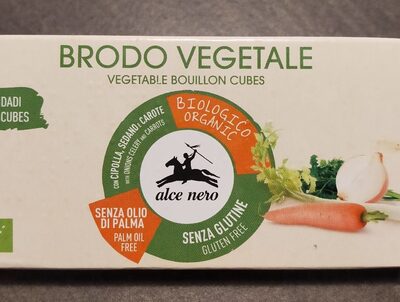 BRODO VEGETALE
VEGETABLE BOUILLON CUBES
DADI
CUBES
CON CIPOLLA, SEDANO, CAROTE
WITH ONIONS CELERY AND CARROTS
BIOLOGICO
ORGANIC
alce nero
SENZA OLIO
DI PALMA
PALM OIL
FREE
SENZA GLUTINE
GLUTEN FREE